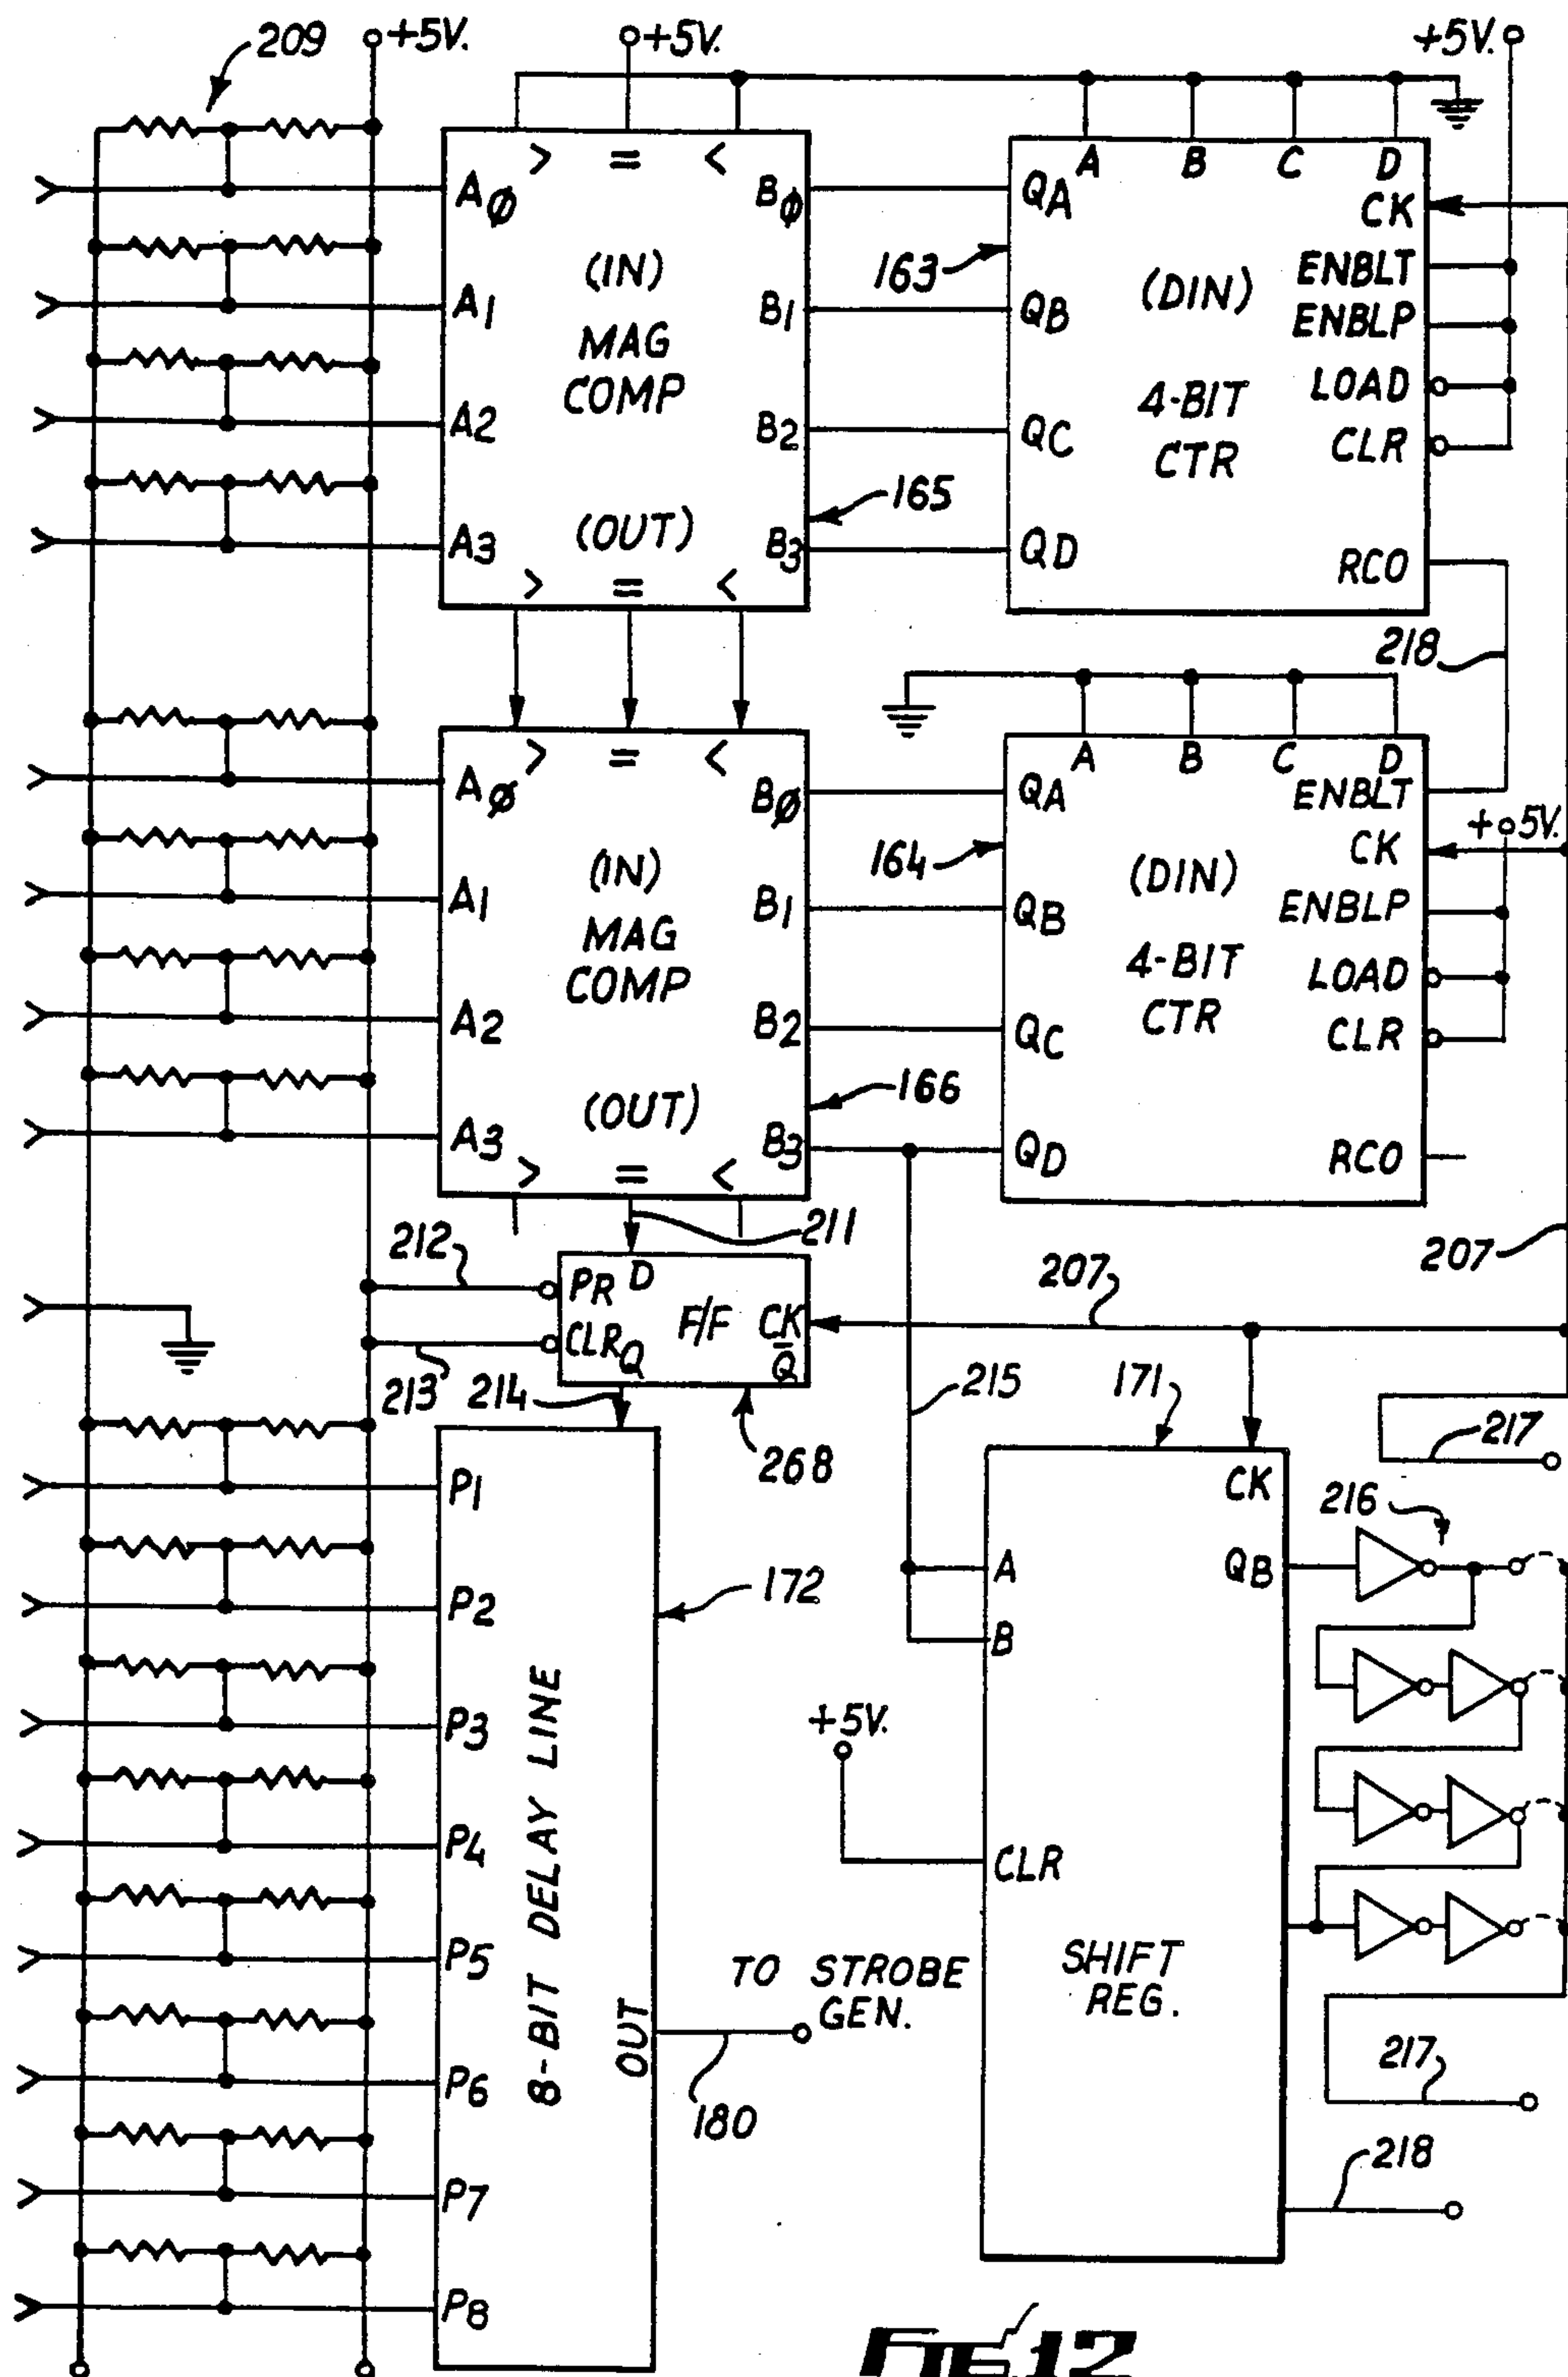 209
+5V.
+5V.
+5V.
> = <
A B C D
Aø Bø QA CK
(IN) 163 (DIN) ENBLT
A1 B1 QB ENBLP
MAG
COMP 4-BIT LOAD
A2 B2 QC CTR CLR
165
(OUT)
A3 B3 QD RCO
> = <
218
> = < A B C D
Aø Bø QA ENBLT
+5V.
(IN) 164 (DIN) CK
A1 B1 QB ENBLP
MAG
COMP 4-BIT LOAD
A2 B2 QC CTR CLR
(OUT) 166
A3 B3 QD RCO
> = <
211
212 207 207
PR D F/F CK
CLR Q Q̅
213 214 215 171 217
268
P1 CK
216
A QB
P2 172
B
P3 +5V.
P4 CLR
P5 TO STROBE
GEN.
SHIFT
REG.
8-BIT DELAY LINE
OUT
P6 217
180
P7 218
P8
FIG.12